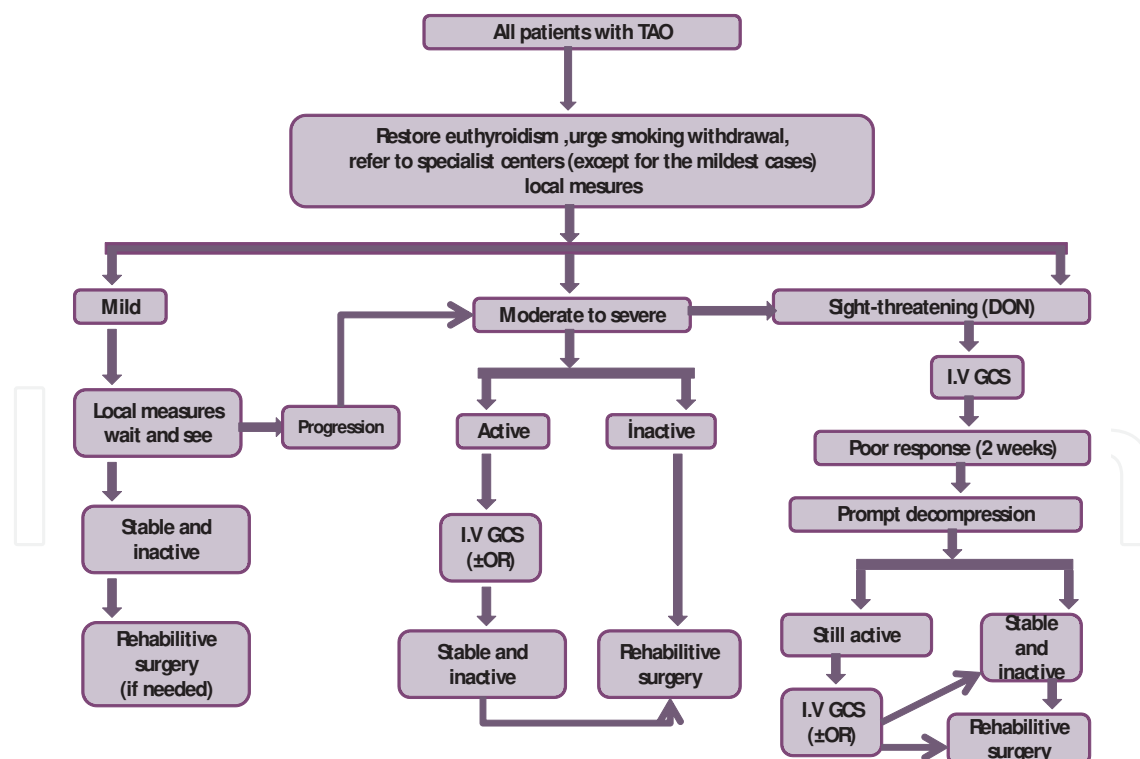 All patients with TAO
Restore euthyroidism ,urge smoking withdrawal,
refer to specialist centers (except for the mildest cases)
local mesures
Mild
Moderate to severe
Sight-threatening (DON)
Local measures
wait and see
Progression
Active
İnactive
I.V GCS
Poor response (2 weeks)
Stable and
inactive
I.V GCS
(±OR)
Prompt decompression
Rehabilitive
surgery
(if needed)
Stable and
inactive
Rehabilitive
surgery
Still active
Stable
and
inactive
I.V GCS
(±OR)
Rehabilitive
surgery